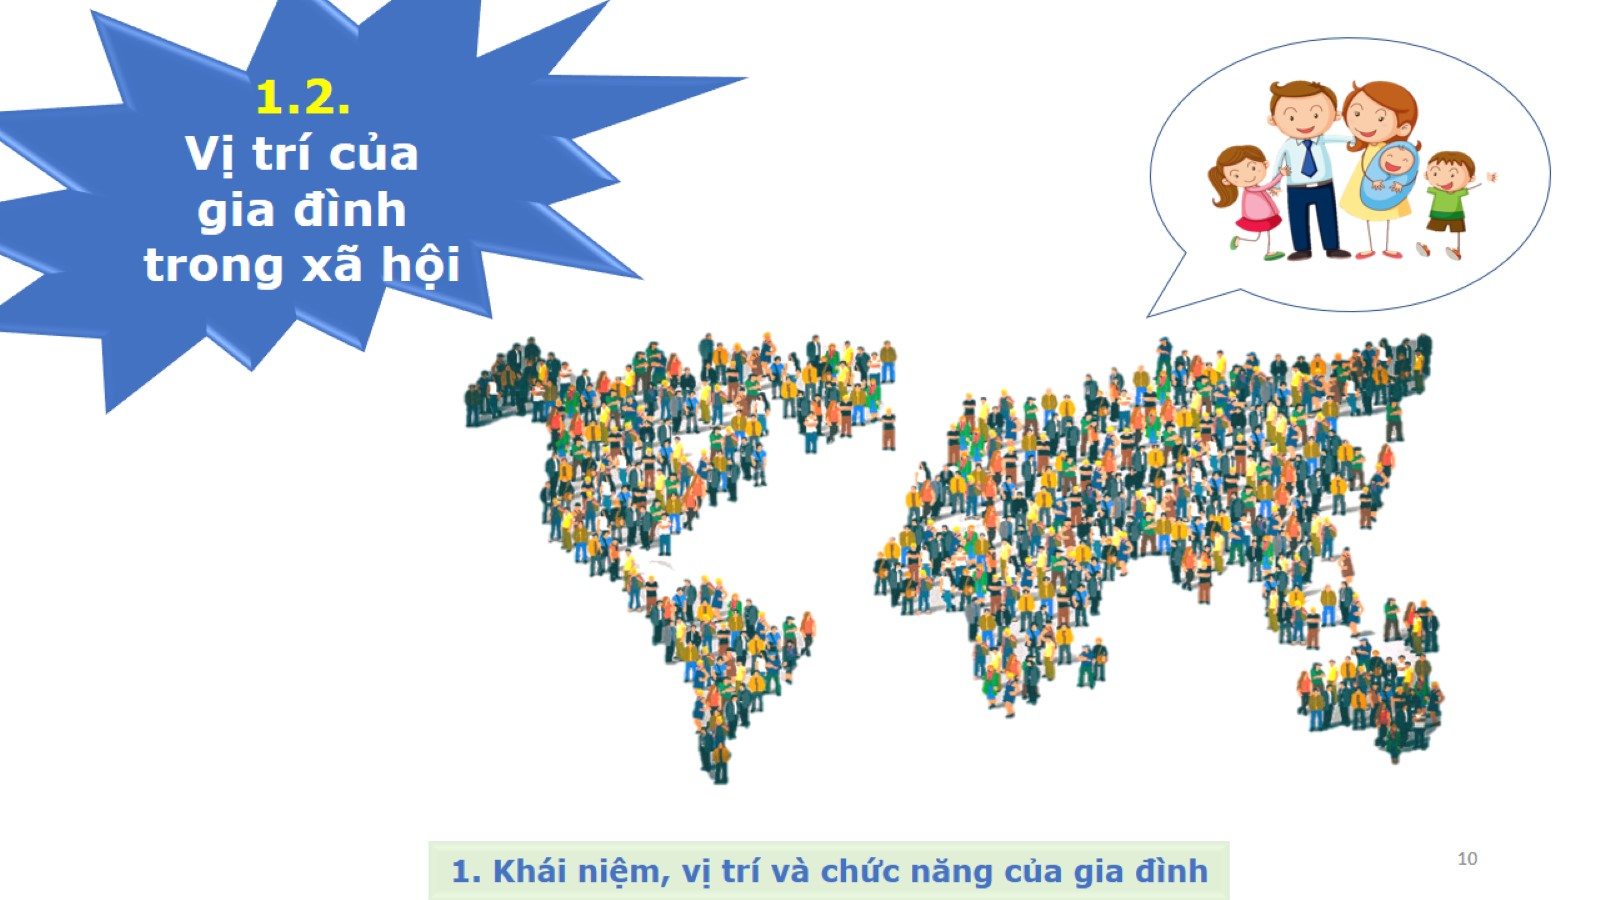 1.2.
Vị trí của
gia đình
trong xã hội
1. Khái niệm, vị trí và chức năng của gia đình
10